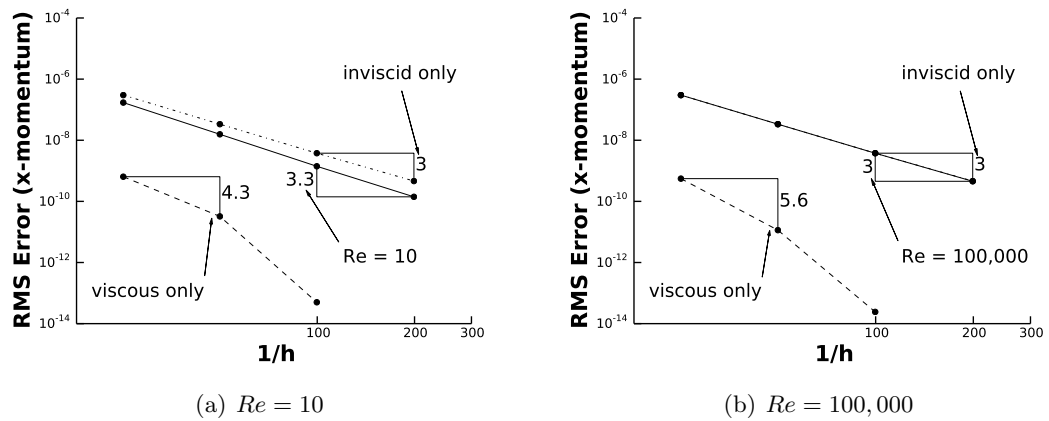 RMS Error (x-momentum)
10-4
10-6
10-8
10-10
10-12
10-14
inviscid only
3
3.3
4.3
Re = 10
viscous only
100
200
300
1/h
(a) Re = 10
RMS Error (x-momentum)
10-4
10-6
10-8
10-10
10-12
10-14
inviscid only
3
3
5.6
Re = 100,000
viscous only
100
200
300
1/h
(b) Re = 100, 000